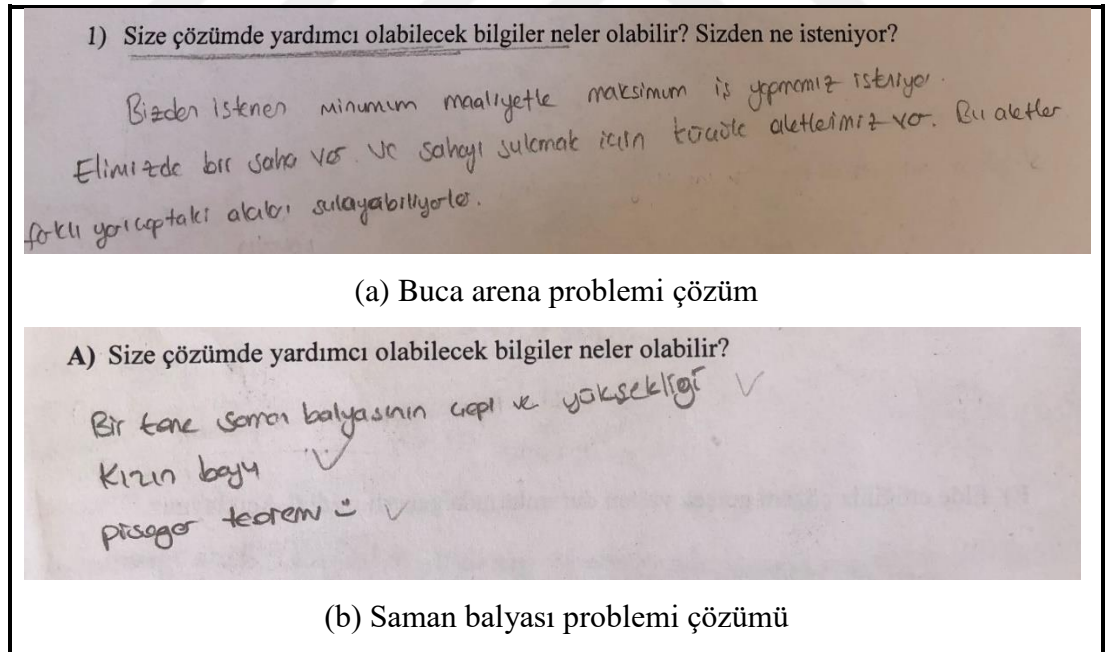 1) Size çözümde yardımcı olabilecek bilgiler neler olabilir? Sizden ne isteniyor?
Bizden istenen minumum maaliyetle maksimum iş yapmamız isteniyor.
Elimizde bir saha var. Ve sahayı sulamak için küçük aletlerimiz var. Bu aletler
farklı yarıçaptaki alanları sulayabiliyorlar.
(a) Buca arena problemi çözüm
A) Size çözümde yardımcı olabilecek bilgiler neler olabilir?
Bir tane saman balyasının çapı ve yüksekliği
Kızın boyu
pisagor teoremi
(b) Saman balyası problemi çözümü